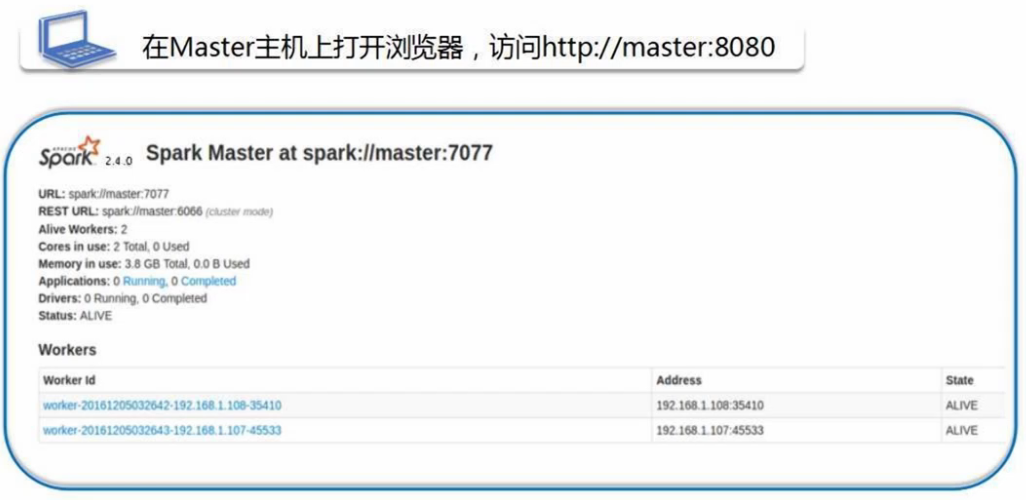 在Master主机上打开浏览器，访问http://master:8080
APACHE
Spark 2.4.0 Spark Master at spark://master:7077
URL: spark://master:7077
REST URL: spark://master:6066 (cluster mode)
Alive Workers: 2
Cores in use: 2 Total, 0 Used
Memory in use: 3.8 GB Total, 0.0 B Used
Applications: 0 Running, 0 Completed
Drivers: 0 Running, 0 Completed
Status: ALIVE
Workers
Worker Id Address State
worker-20161205032642-192.168.1.108-35410 192.168.1.108:35410 ALIVE
worker-20161205032643-192.168.1.107-45533 192.168.1.107:45533 ALIVE